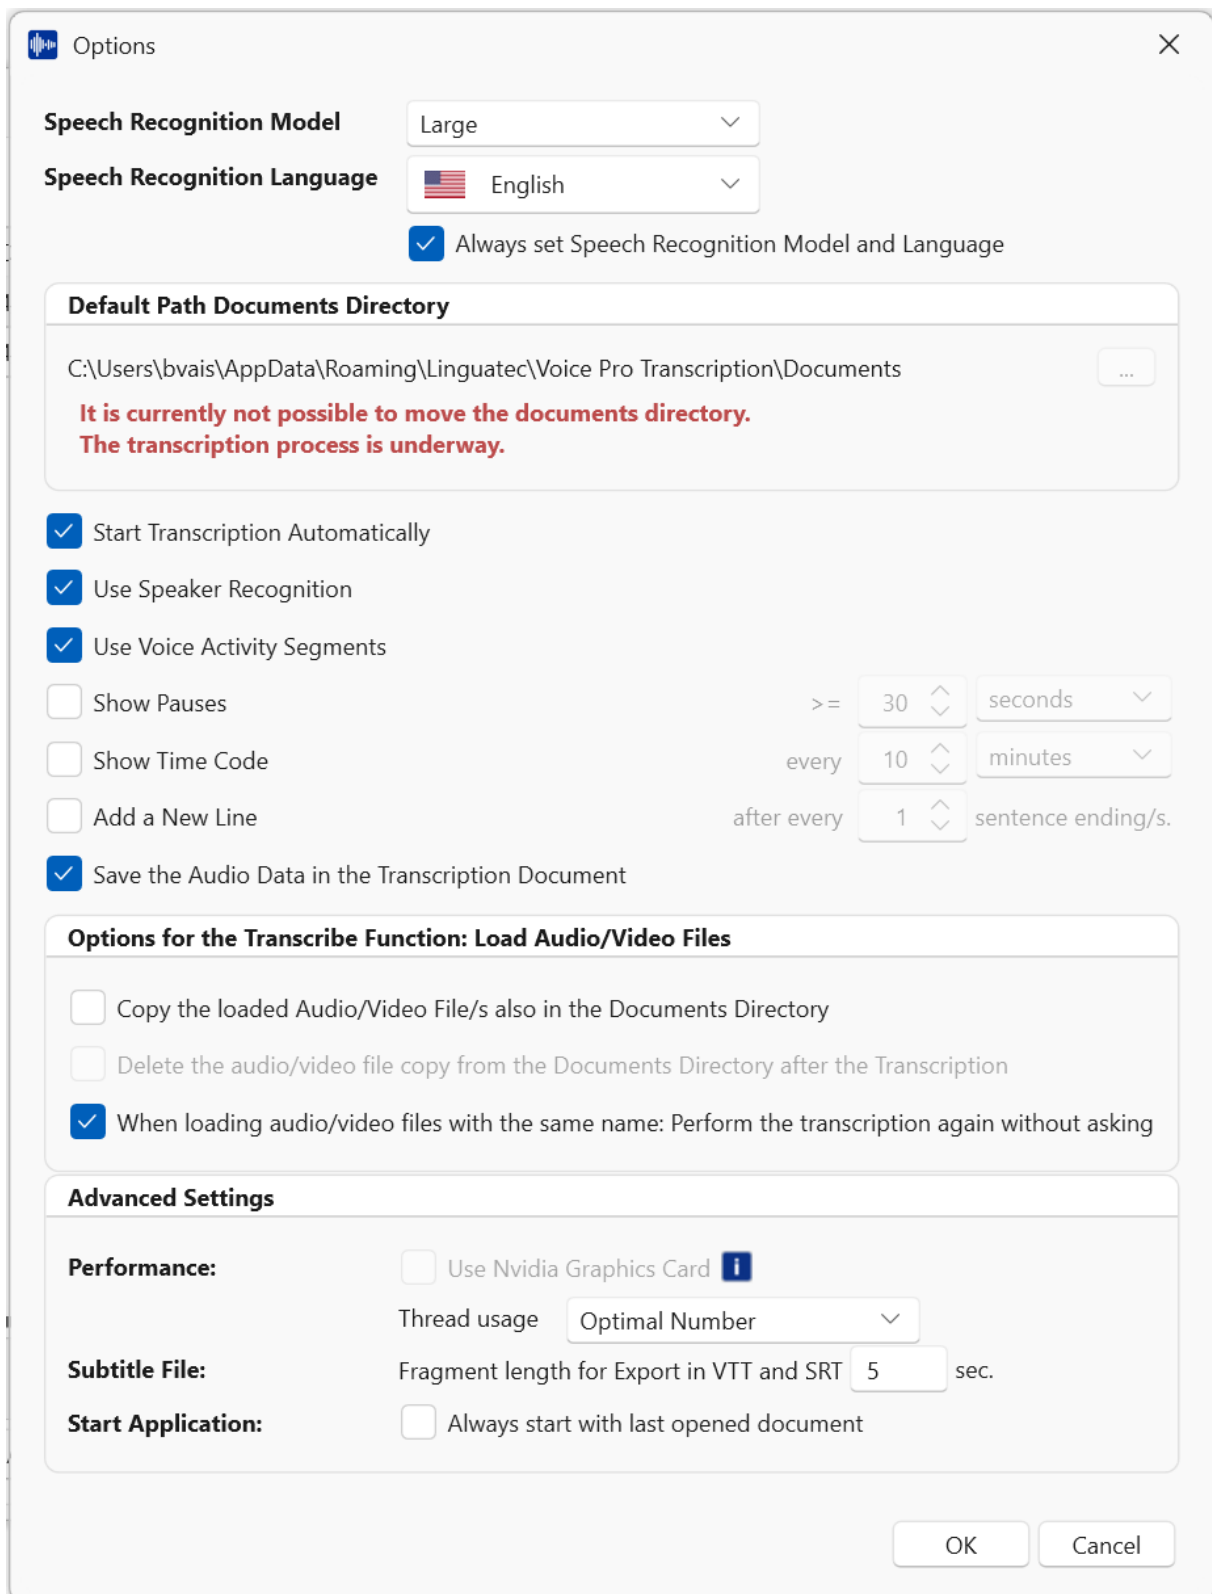 Options
Speech Recognition Model Large
Speech Recognition Language English
Always set Speech Recognition Model and Language
Default Path Documents Directory
C:\Users\bvais\AppData\Roaming\Linguatec\Voice Pro Transcription\Documents ...
It is currently not possible to move the documents directory.
The transcription process is underway.
Start Transcription Automatically
Use Speaker Recognition
Use Voice Activity Segments
Show Pauses >= 30 seconds
Show Time Code every 10 minutes
Add a New Line after every 1 sentence ending/s.
Save the Audio Data in the Transcription Document
Options for the Transcribe Function: Load Audio/Video Files
Copy the loaded Audio/Video File/s also in the Documents Directory
Delete the audio/video file copy from the Documents Directory after the Transcription
When loading audio/video files with the same name: Perform the transcription again without asking
Advanced Settings
Performance: Use Nvidia Graphics Card i
Thread usage Optimal Number
Subtitle File: Fragment length for Export in VTT and SRT 5 sec.
Start Application: Always start with last opened document
OK Cancel